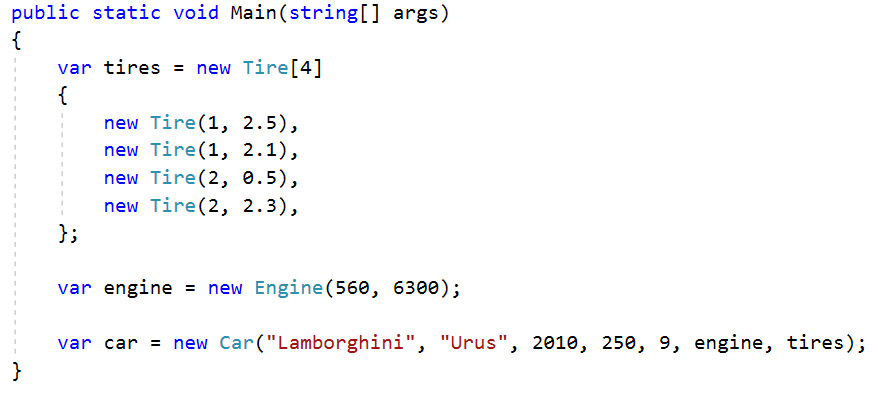 public static void Main(string[] args)
{
    var tires = new Tire[4]
    {
        new Tire(1, 2.5),
        new Tire(1, 2.1),
        new Tire(2, 0.5),
        new Tire(2, 2.3),
    };

    var engine = new Engine(560, 6300);

    var car = new Car("Lamborghini", "Urus", 2010, 250, 9, engine, tires);
}